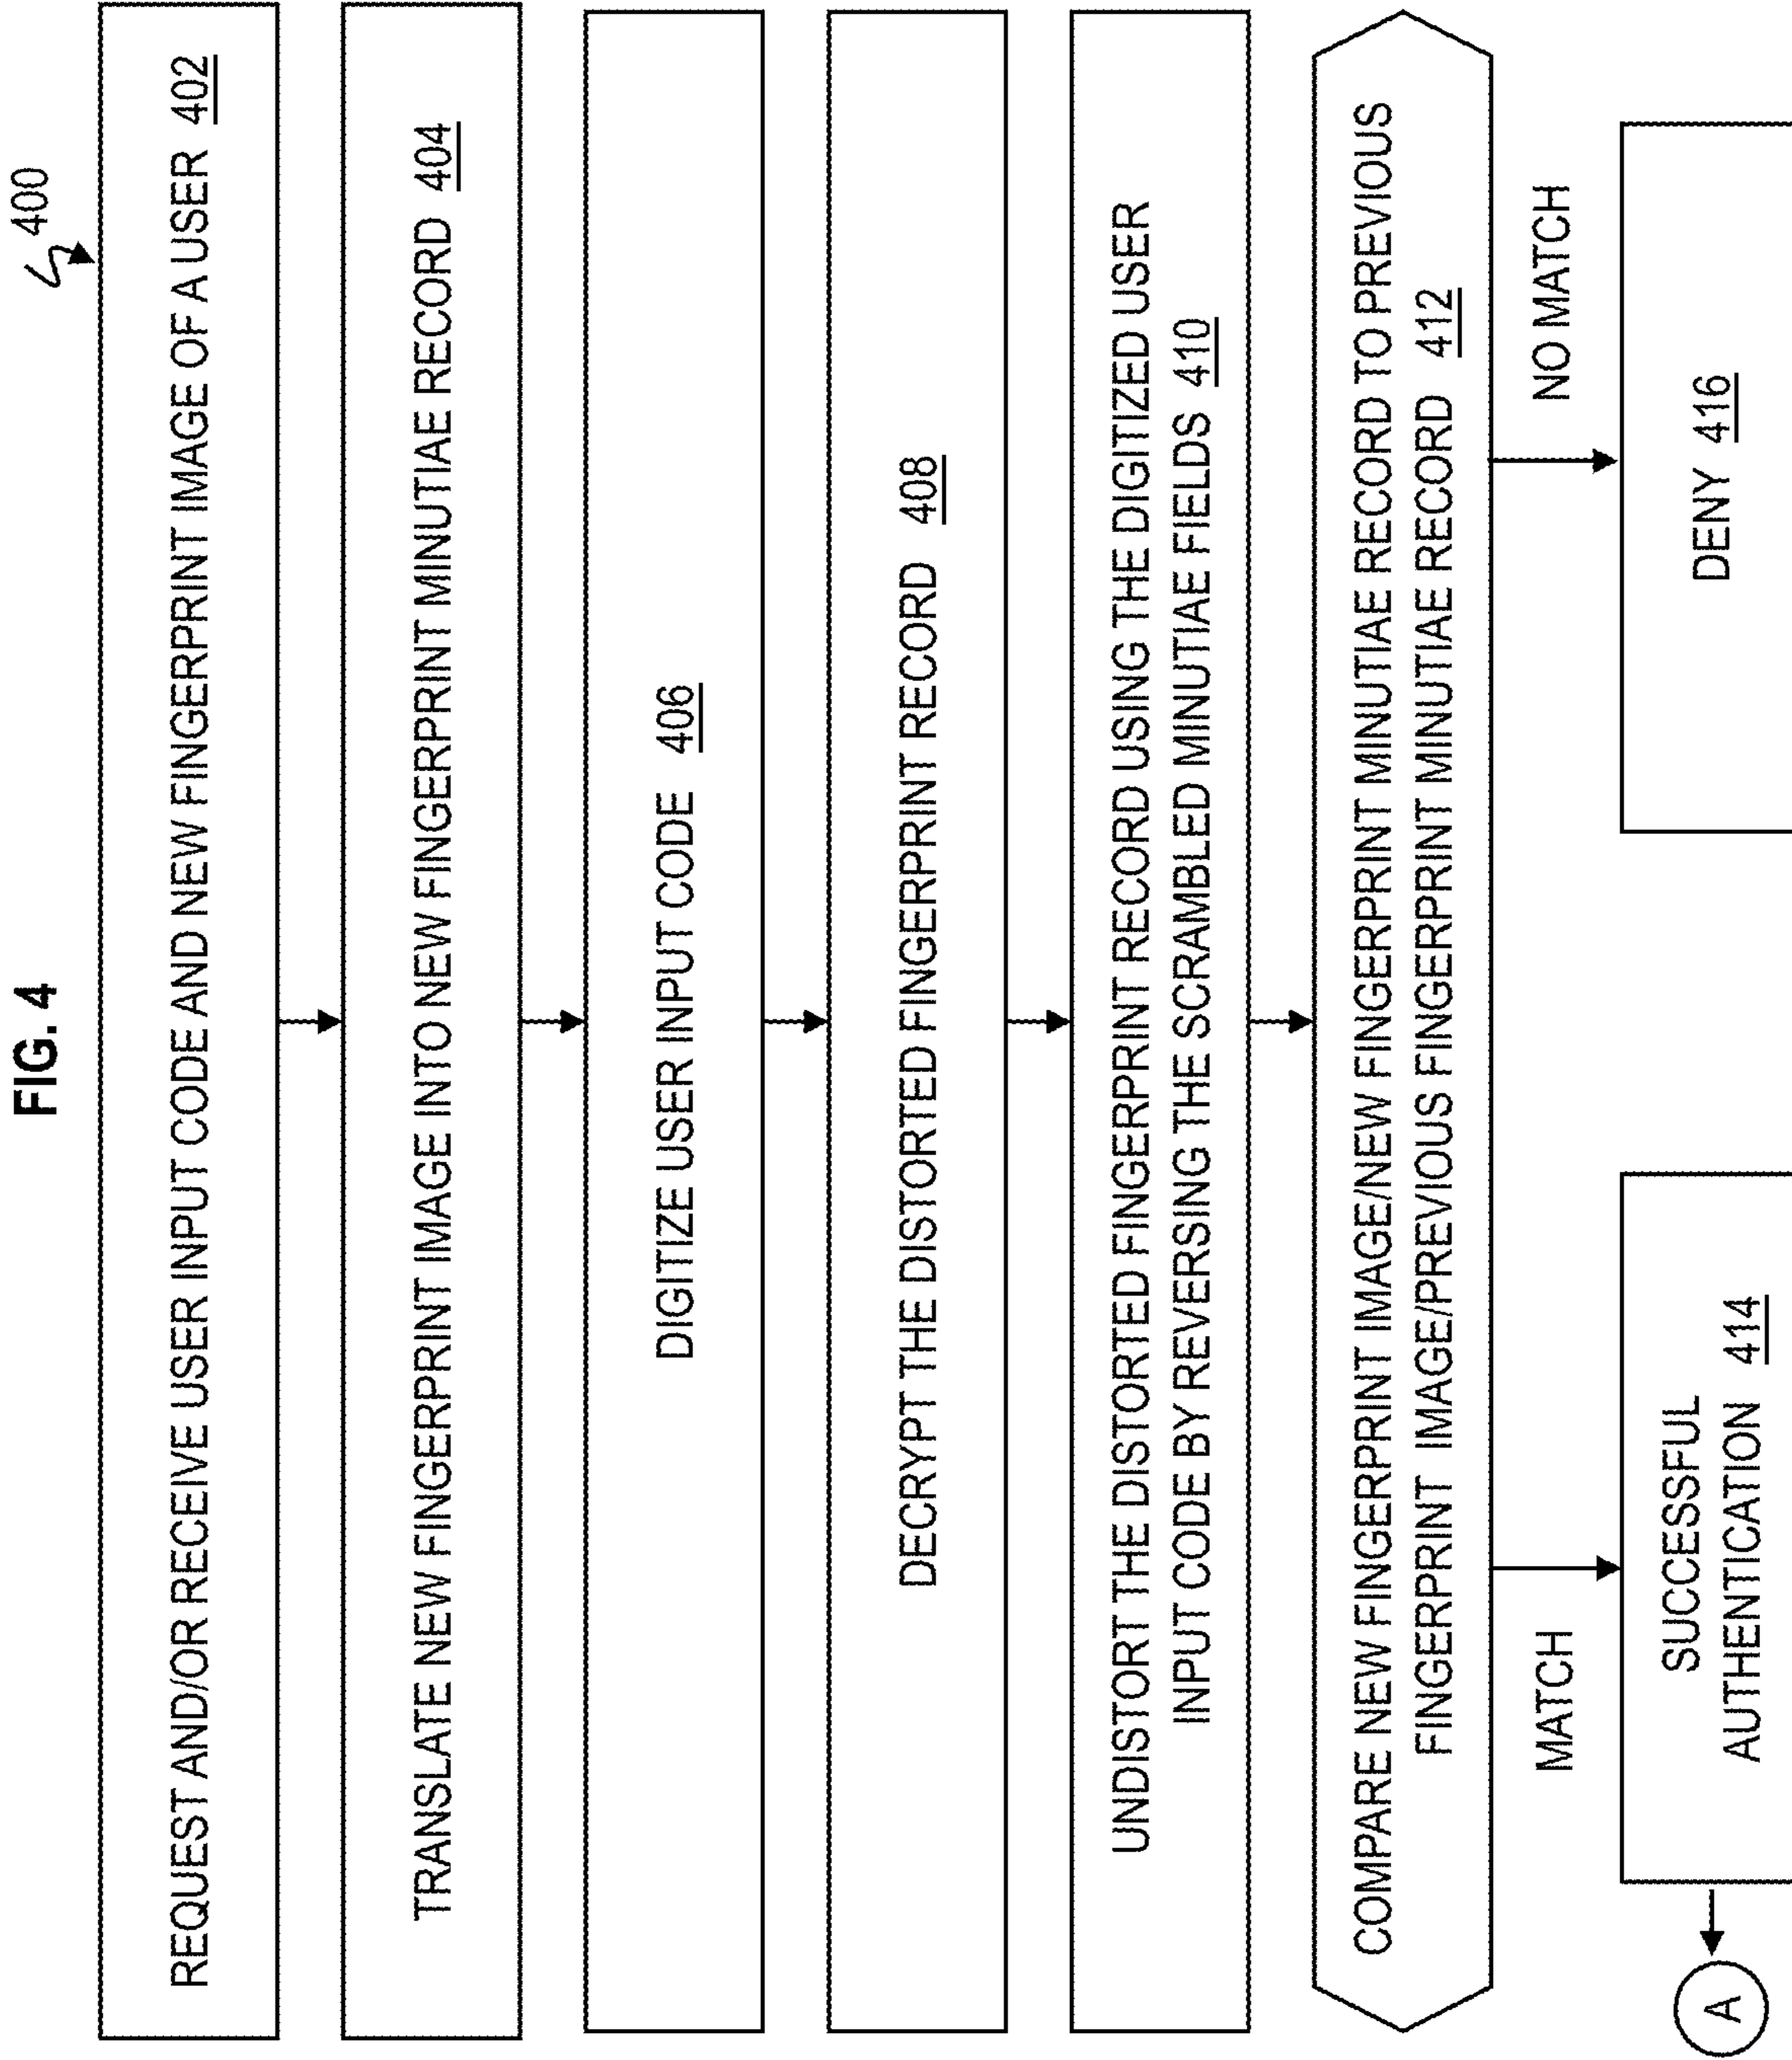 FIG. 4
400
REQUEST AND/OR RECEIVE USER INPUT CODE AND NEW FINGERPRINT IMAGE OF A USER 402
TRANSLATE NEW FINGERPRINT IMAGE INTO NEW FINGERPRINT MINUTIAE RECORD 404
DIGITIZE USER INPUT CODE 406
DECRYPT THE DISTORTED FINGERPRINT RECORD 408
UNDISTORT THE DISTORTED FINGERPRINT RECORD USING THE DIGITIZED USER
INPUT CODE BY REVERSING THE SCRAMBLED MINUTIAE FIELDS 410
COMPARE NEW FINGERPRINT IMAGE/NEW FINGERPRINT MINUTIAE RECORD TO PREVIOUS
FINGERPRINT IMAGE/PREVIOUS FINGERPRINT MINUTIAE RECORD 412
MATCH
NO MATCH
SUCCESSFUL
AUTHENTICATION 414
DENY 416
A